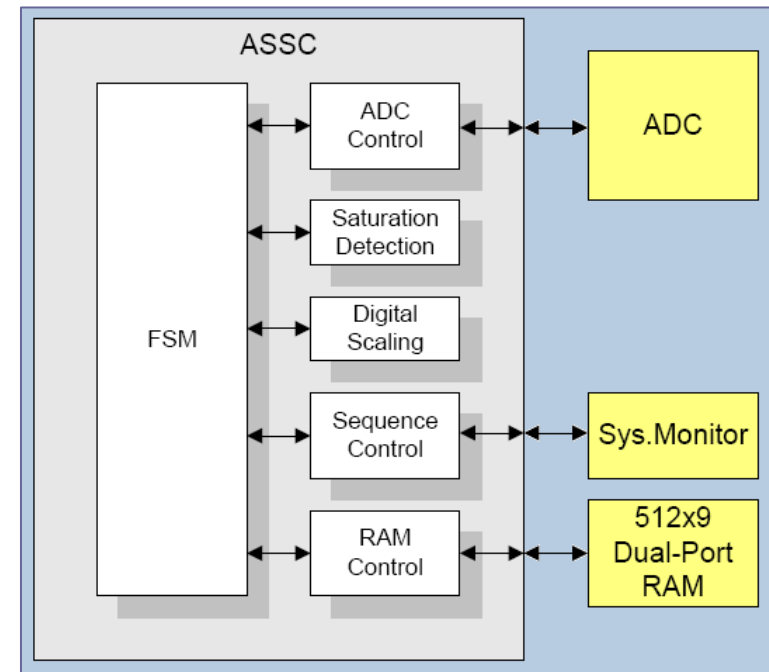 ASSC
FSM
ADC
Control
Saturation
Detection
Digital
Scaling
Sequence
Control
RAM
Control
ADC
Sys.Monitor
512x9
Dual-Port
RAM